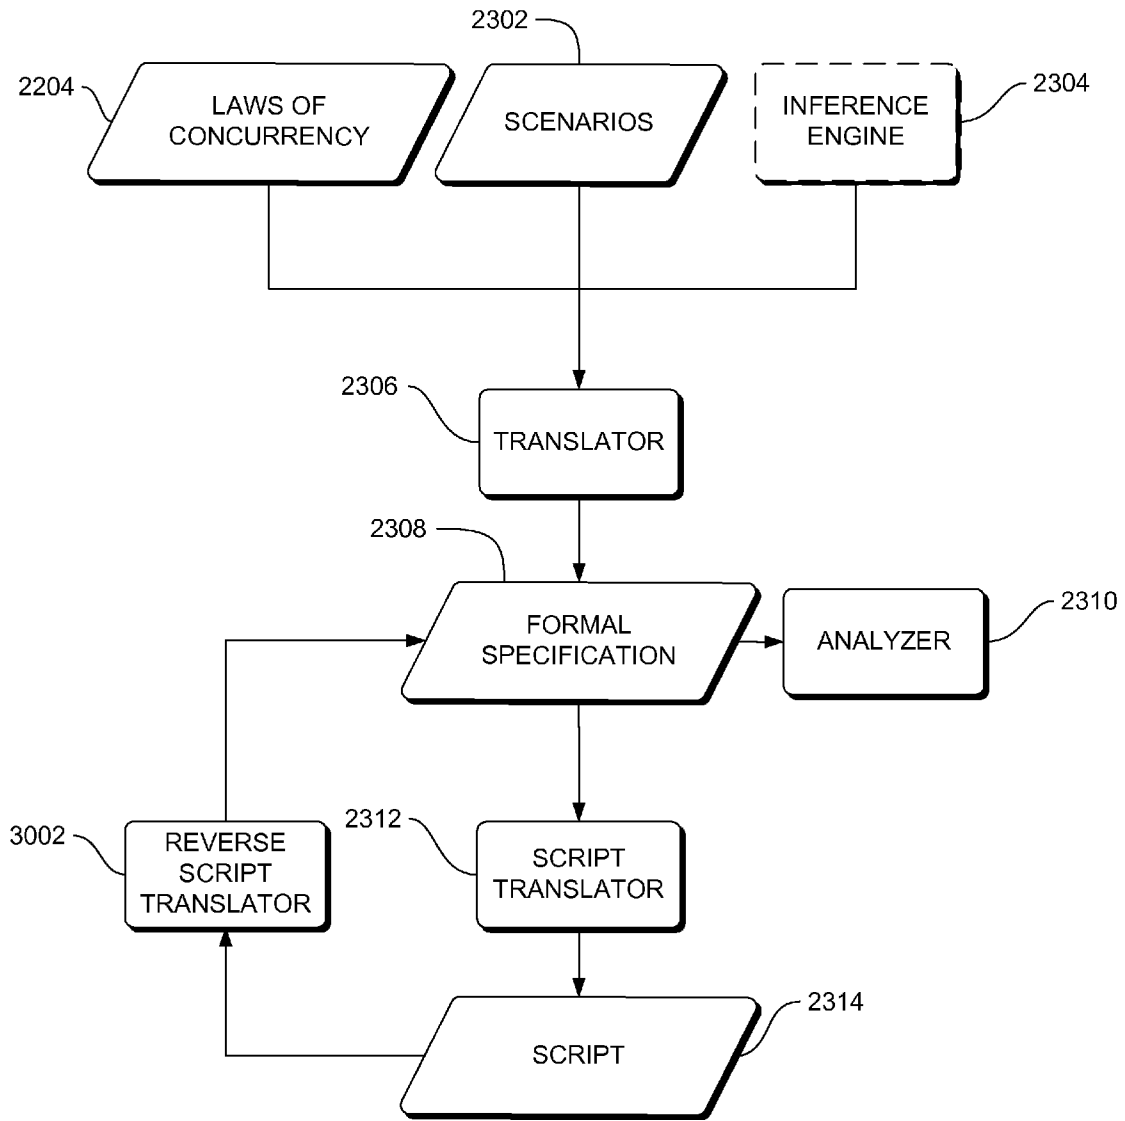 2302
2204
LAWS OF
CONCURRENCY
SCENARIOS
INFERENCE
ENGINE
2304
2306
TRANSLATOR
2308
FORMAL
SPECIFICATION
ANALYZER
2310
3002
REVERSE
SCRIPT
TRANSLATOR
2312
SCRIPT
TRANSLATOR
2314
SCRIPT